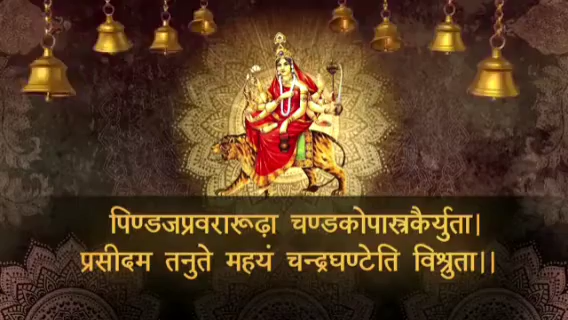 पिण्डजप्रवरारूढ़ा चण्डकोपास्त्रकैर्युता।
प्रसीदम तनुते महयं चन्द्रघण्टेति विश्रुता।।